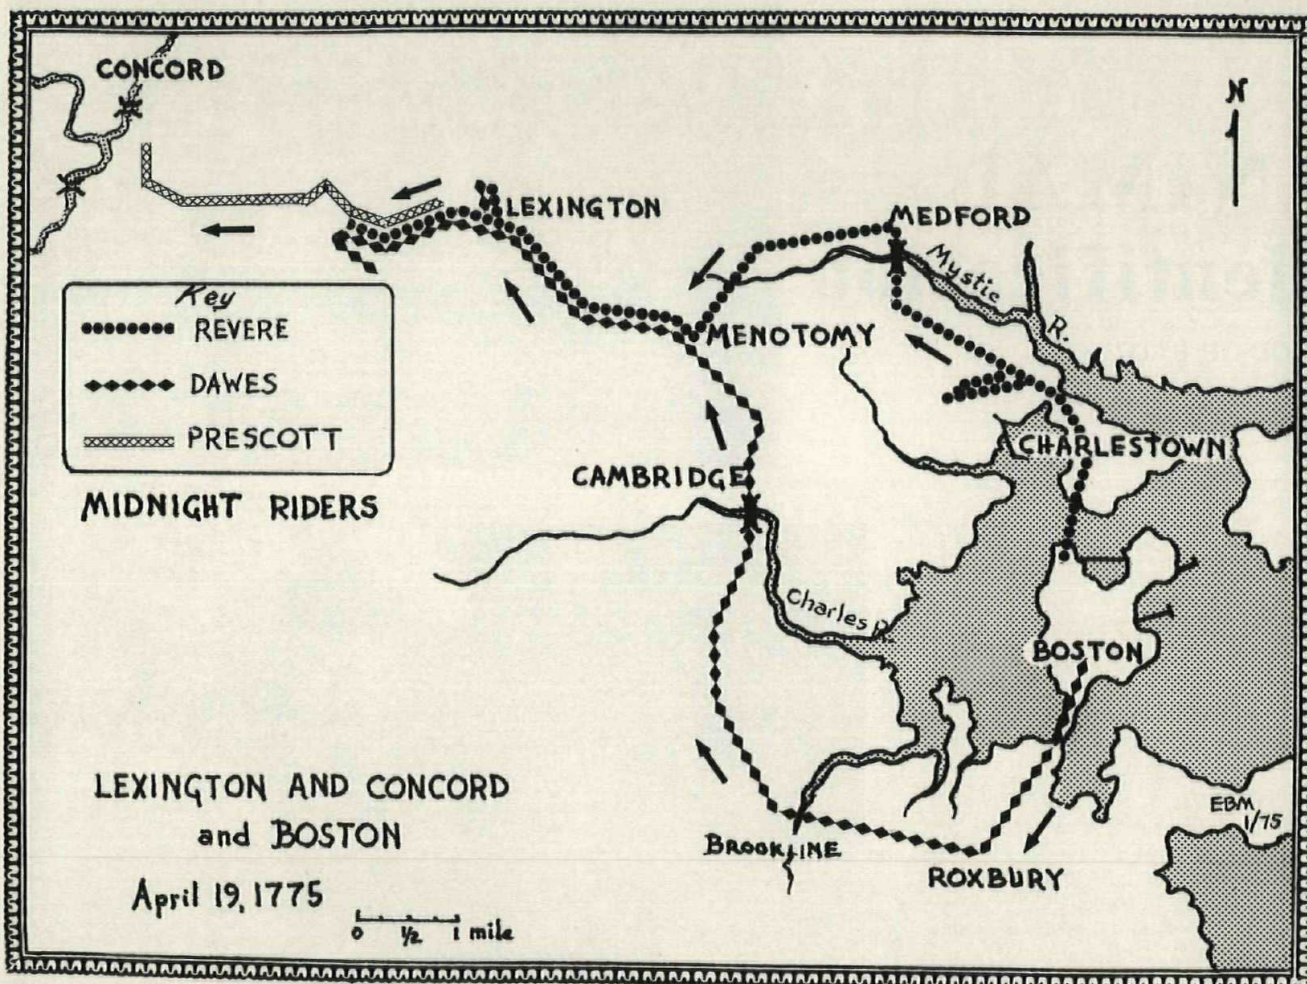 CONCORD
N
LEXINGTON
MEDFORD
Mystic
R.
MENOTOMY
Key
REVERE
DAWES
PRESCOTT
MIDNIGHT RIDERS
CHARLESTOWN
CAMBRIDGE
Charles R.
BOSTON
LEXINGTON AND CONCORD
and BOSTON
April 19, 1775
0 ½ 1 mile
BROOKLINE
ROXBURY
EBM
1/75